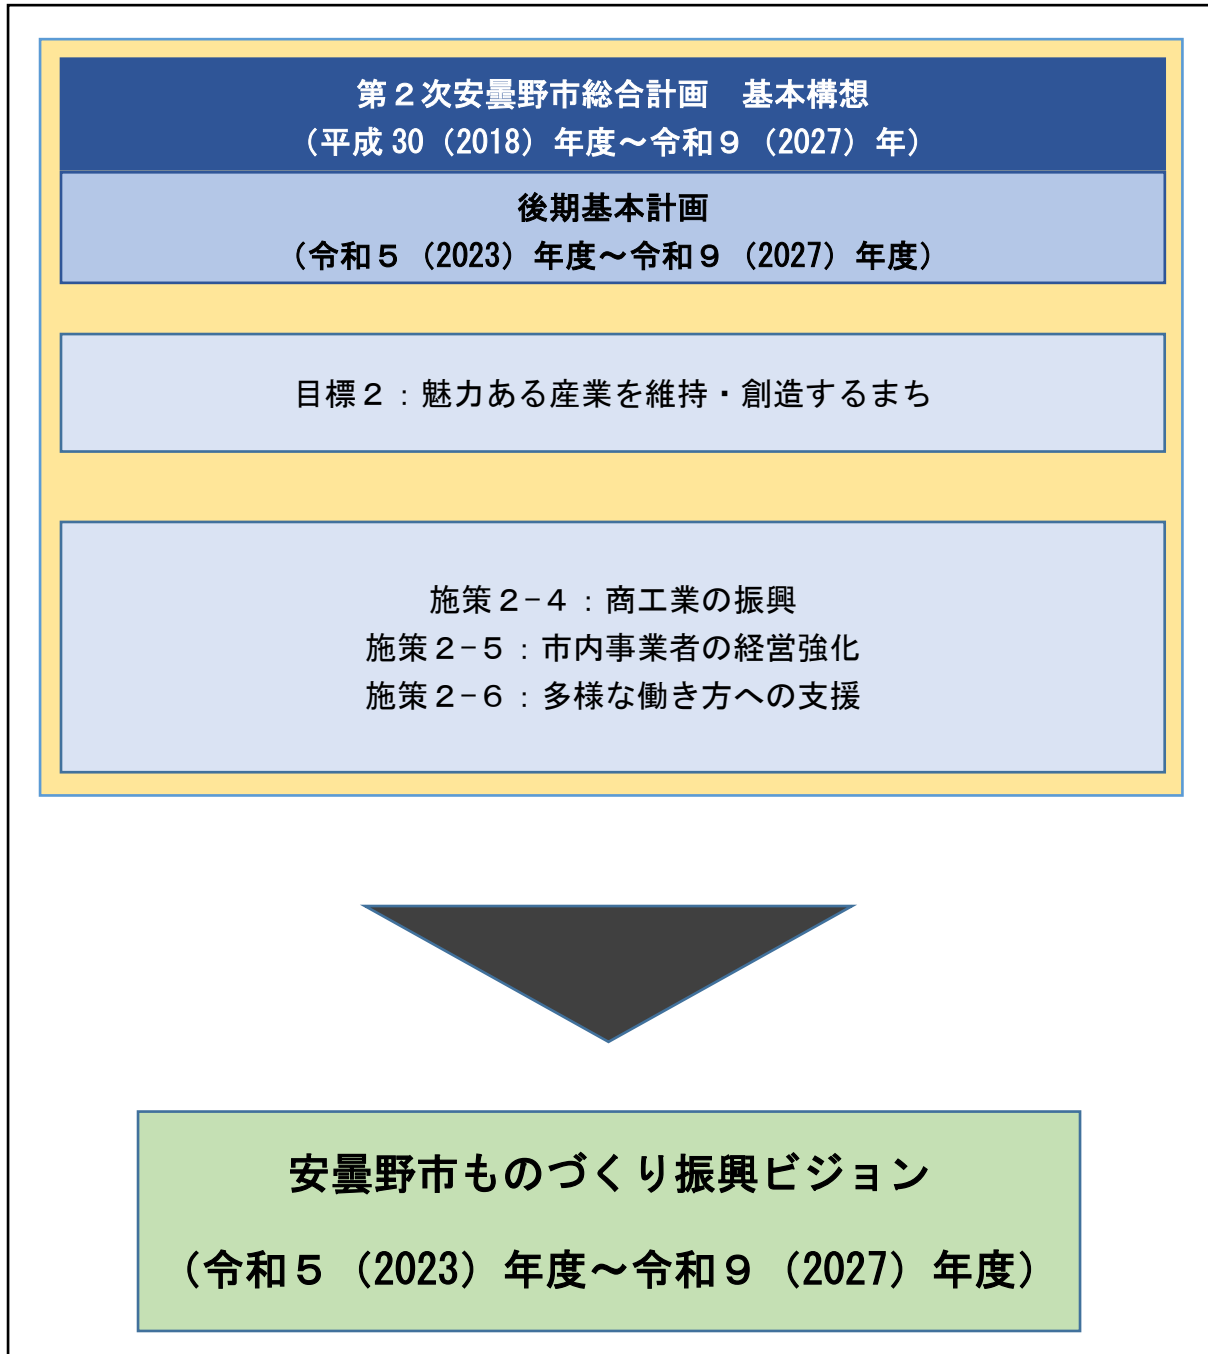 第２次安曇野市総合計画　基本構想
（平成 30（2018）年度～令和９（2027）年）
後期基本計画
（令和５（2023）年度～令和９（2027）年度）
目標２：魅力ある産業を維持・創造するまち
施策２−４：商工業の振興
施策２−５：市内事業者の経営強化
施策２−６：多様な働き方への支援
安曇野市ものづくり振興ビジョン
（令和５（2023）年度～令和９（2027）年度）